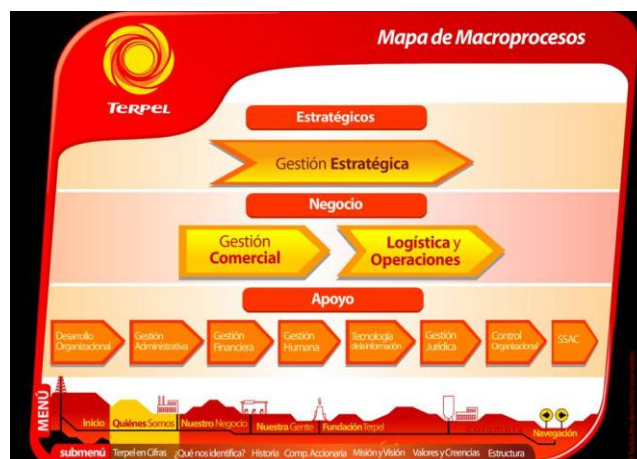 Mapa de Macroprocesos
TERPEL
Estratégicos
Gestión Estratégica
Negocio
Gestión
Comercial
Logística y
Operaciones
Apoyo
Desarrollo
Organizacional
Gestión
Administrativa
Gestión
Financiera
Gestión
Humana
Tecnología
de la Información
Gestión
Jurídica
Control
Organizacional
SSAC
MENÚ
Inicio
Quiénes Somos
Nuestro Negocio
Nuestra Gente
Fundación Terpel
Colombia
Navegación
submenú
Terpel en Cifras
¿Qué nos identifica?
Historia
Comp. Accionaria
Misión y Visión
Valores y Creencias
Estructura